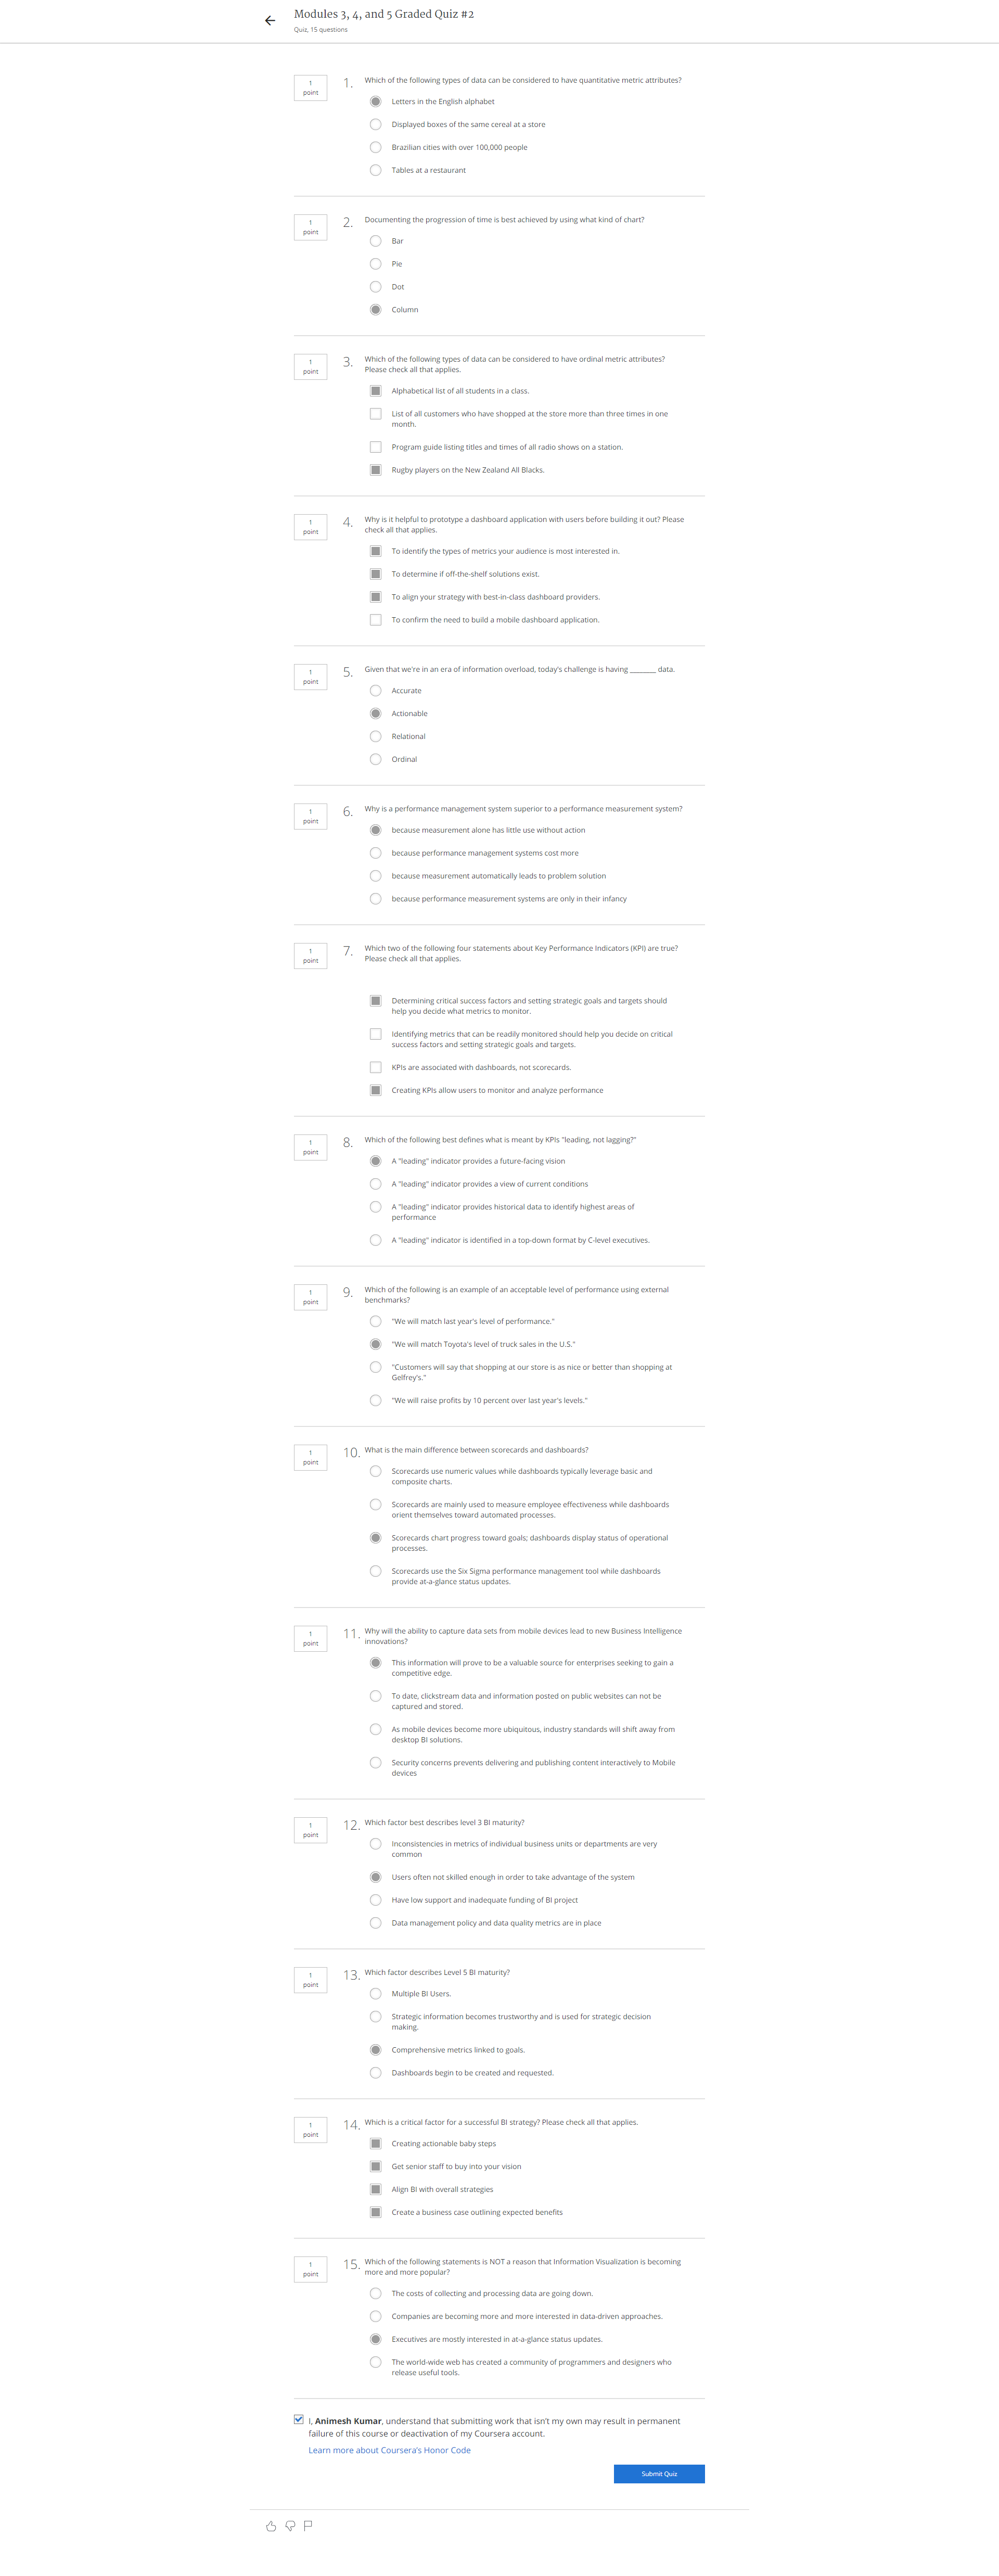 Modules 3, 4, and 5 Graded Quiz #2
Quiz, 15 questions
1
point
1.
Which of the following types of data can be considered to have quantitative metric attributes?
Letters in the English alphabet
Displayed boxes of the same cereal at a store
Brazilian cities with over 100,000 people
Tables at a restaurant
1
point
2.
Documenting the progression of time is best achieved by using what kind of chart?
Bar
Pie
Dot
Column
1
point
3.
Which of the following types of data can be considered to have ordinal metric attributes?
Please check all that applies.
Alphabetical list of all students in a class.
List of all customers who have shopped at the store more than three times in one
month.
Program guide listing titles and times of all radio shows on a station.
Rugby players on the New Zealand All Blacks.
1
point
4.
Why is it helpful to prototype a dashboard application with users before building it out? Please
check all that applies.
To identify the types of metrics your audience is most interested in.
To determine if off-the-shelf solutions exist.
To align your strategy with best-in-class dashboard providers.
To confirm the need to build a mobile dashboard application.
1
point
5.
Given that we're in an era of information overload, today's challenge is having _______ data.
Accurate
Actionable
Relational
Ordinal
1
point
6.
Why is a performance management system superior to a performance measurement system?
because measurement alone has little use without action
because performance management systems cost more
because measurement automatically leads to problem solution
because performance measurement systems are only in their infancy
1
point
7.
Which two of the following four statements about Key Performance Indicators (KPI) are true?
Please check all that applies.
Determining critical success factors and setting strategic goals and targets should
help you decide what metrics to monitor.
Identifying metrics that can be readily monitored should help you decide on critical
success factors and setting strategic goals and targets.
KPIs are associated with dashboards, not scorecards.
Creating KPIs allow users to monitor and analyze performance
1
point
8.
Which of the following best defines what is meant by KPIs "leading, not lagging?"
A "leading" indicator provides a future-facing vision
A "leading" indicator provides a view of current conditions
A "leading" indicator provides historical data to identify highest areas of
performance
A "leading" indicator is identified in a top-down format by C-level executives.
1
point
9.
Which of the following is an example of an acceptable level of performance using external
benchmarks?
"We will match last year's level of performance."
"We will match Toyota's level of truck sales in the U.S."
"Customers will say that shopping at our store is as nice or better than shopping at
Gelfrey's."
"We will raise profits by 10 percent over last year's levels."
1
point
10.
What is the main difference between scorecards and dashboards?
Scorecards use numeric values while dashboards typically leverage basic and
composite charts.
Scorecards are mainly used to measure employee effectiveness while dashboards
orient themselves toward automated processes.
Scorecards chart progress toward goals; dashboards display status of operational
processes.
Scorecards use the Six Sigma performance management tool while dashboards
provide at-a-glance status updates.
1
point
11.
Why will the ability to capture data sets from mobile devices lead to new Business Intelligence
innovations?
This information will prove to be a valuable source for enterprises seeking to gain a
competitive edge.
To date, clickstream data and information posted on public websites can not be
captured and stored.
As mobile devices become more ubiquitous, industry standards will shift away from
desktop BI solutions.
Security concerns prevents delivering and publishing content interactively to Mobile
devices
1
point
12.
Which factor best describes level 3 BI maturity?
Inconsistencies in metrics of individual business units or departments are very
common
Users often not skilled enough in order to take advantage of the system
Have low support and inadequate funding of BI project
Data management policy and data quality metrics are in place
1
point
13.
Which factor describes Level 5 BI maturity?
Multiple BI Users.
Strategic information becomes trustworthy and is used for strategic decision
making.
Comprehensive metrics linked to goals.
Dashboards begin to be created and requested.
1
point
14.
Which is a critical factor for a successful BI strategy? Please check all that applies.
Creating actionable baby steps
Get senior staff to buy into your vision
Align BI with overall strategies
Create a business case outlining expected benefits
1
point
15.
Which of the following statements is NOT a reason that Information Visualization is becoming
more and more popular?
The costs of collecting and processing data are going down.
Companies are becoming more and more interested in data-driven approaches.
Executives are mostly interested in at-a-glance status updates.
The world-wide web has created a community of programmers and designers who
release useful tools.
I, Animesh Kumar, understand that submitting work that isn't my own may result in permanent
failure of this course or deactivation of my Coursera account.
Learn more about Coursera's Honor Code
Submit Quiz